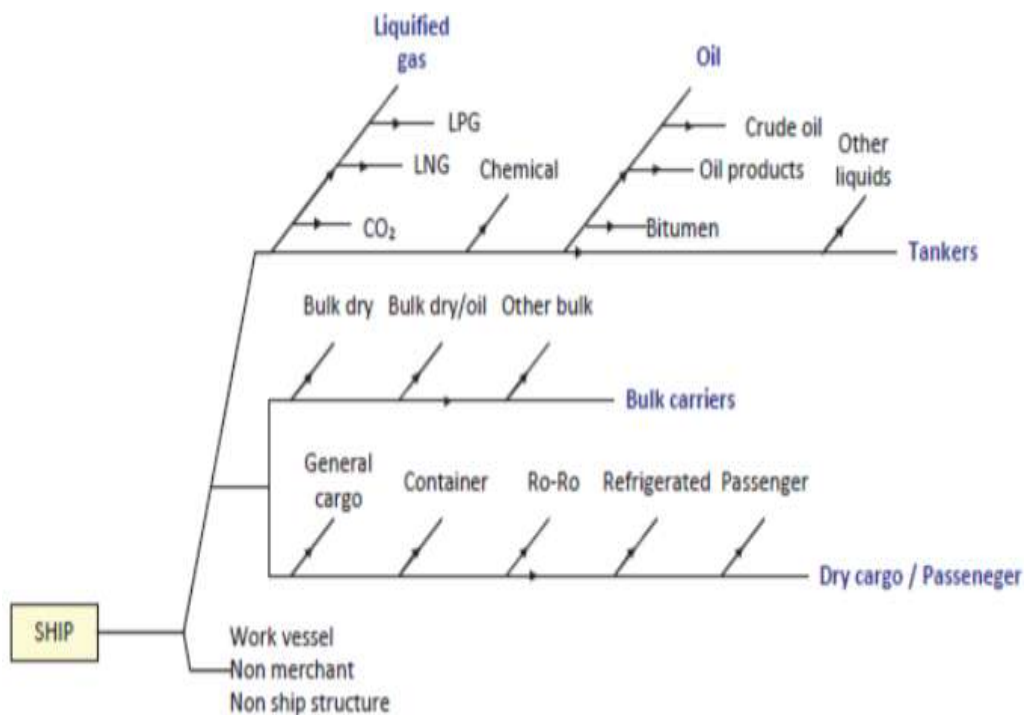 Liquified
gas
Oil
LPG
Crude oil
Other
liquids
LNG
Chemical
Oil products
CO₂
Bitumen
Tankers
Bulk dry
Bulk dry/oil
Other bulk
Bulk carriers
General
cargo
Container
Ro-Ro
Refrigerated
Passenger
Dry cargo / Passeneger
SHIP
Work vessel
Non merchant
Non ship structure